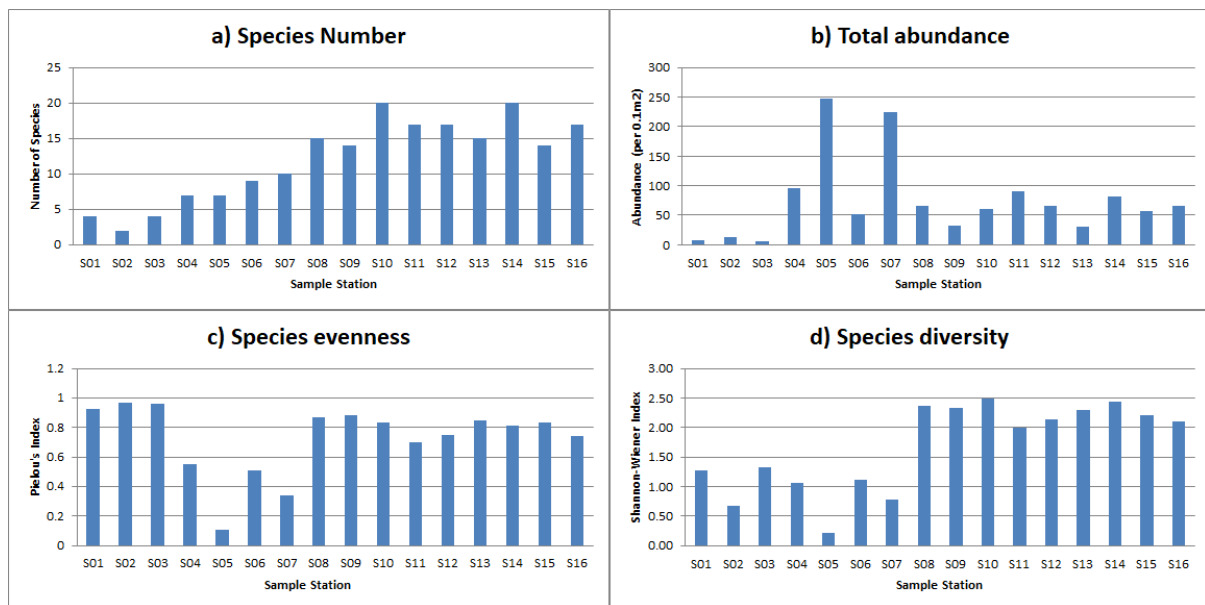 a) Species Number
Number of Species
25
20
15
10
5
0
S01 S02 S03 S04 S05 S06 S07 S08 S09 S10 S11 S12 S13 S14 S15 S16
Sample Station
b) Total abundance
Abundance (per 0.1m2)
300
250
200
150
100
50
0
S01 S02 S03 S04 S05 S06 S07 S08 S09 S10 S11 S12 S13 S14 S15 S16
Sample Station
c) Species evenness
Pielou's Index
1.2
1
0.8
0.6
0.4
0.2
0
S01 S02 S03 S04 S05 S06 S07 S08 S09 S10 S11 S12 S13 S14 S15 S16
Sample Station
d) Species diversity
Shannon-Wiener Index
3.00
2.50
2.00
1.50
1.00
0.50
0.00
S01 S02 S03 S04 S05 S06 S07 S08 S09 S10 S11 S12 S13 S14 S15 S16
Sample Station